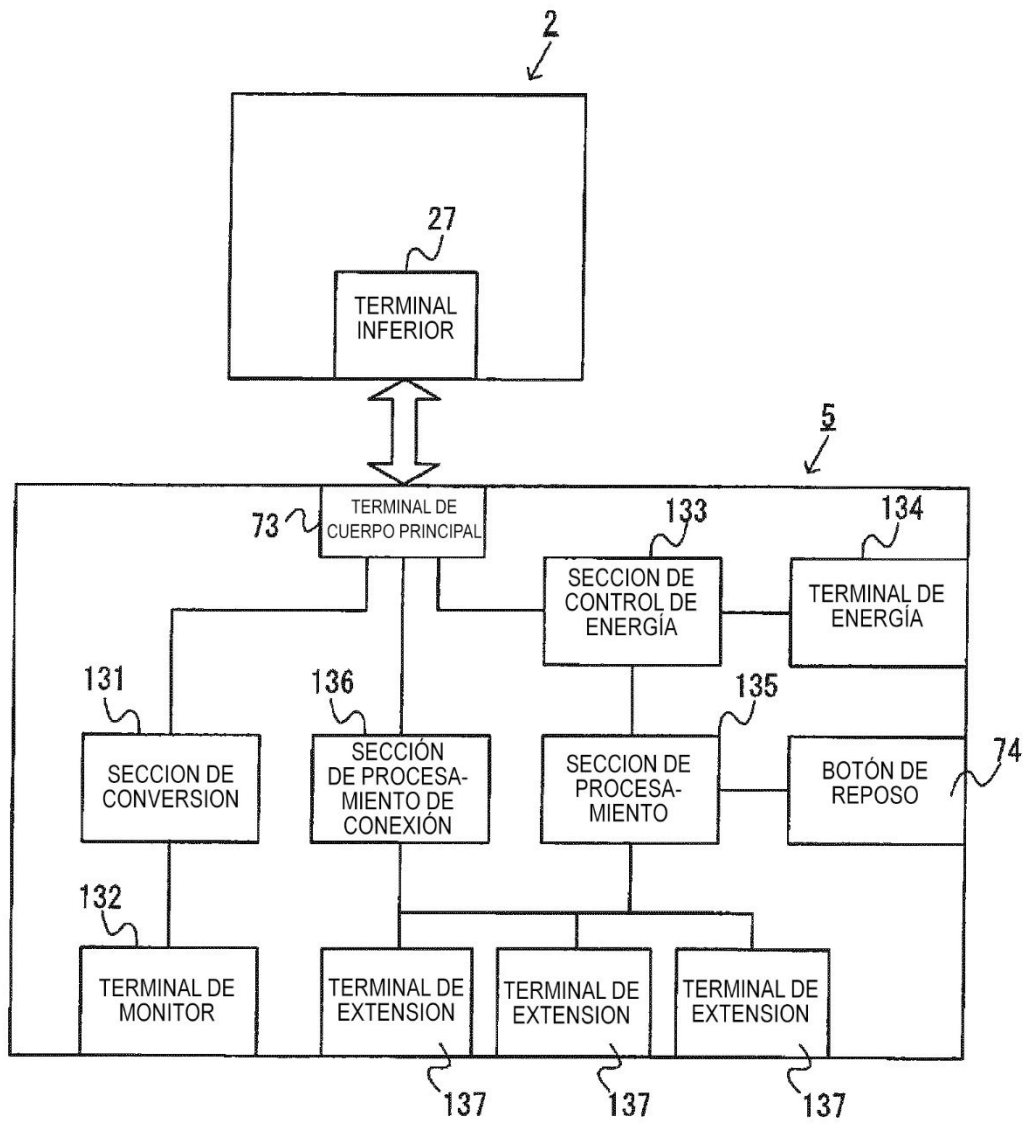 2
27
TERMINAL
INFERIOR
5
73
TERMINAL DE
CUERPO PRINCIPAL
133
SECCION DE
CONTROL DE
ENERGÍA
134
TERMINAL DE
ENERGÍA
131
SECCION DE
CONVERSION
136
SECCIÓN
DE PROCESA-
MIENTO DE
CONEXIÓN
135
SECCION DE
PROCESA-
MIENTO
74
BOTÓN DE
REPOSO
132
TERMINAL DE
MONITOR
TERMINAL DE
EXTENSION
TERMINAL DE
EXTENSION
TERMINAL DE
EXTENSION
137
137
137